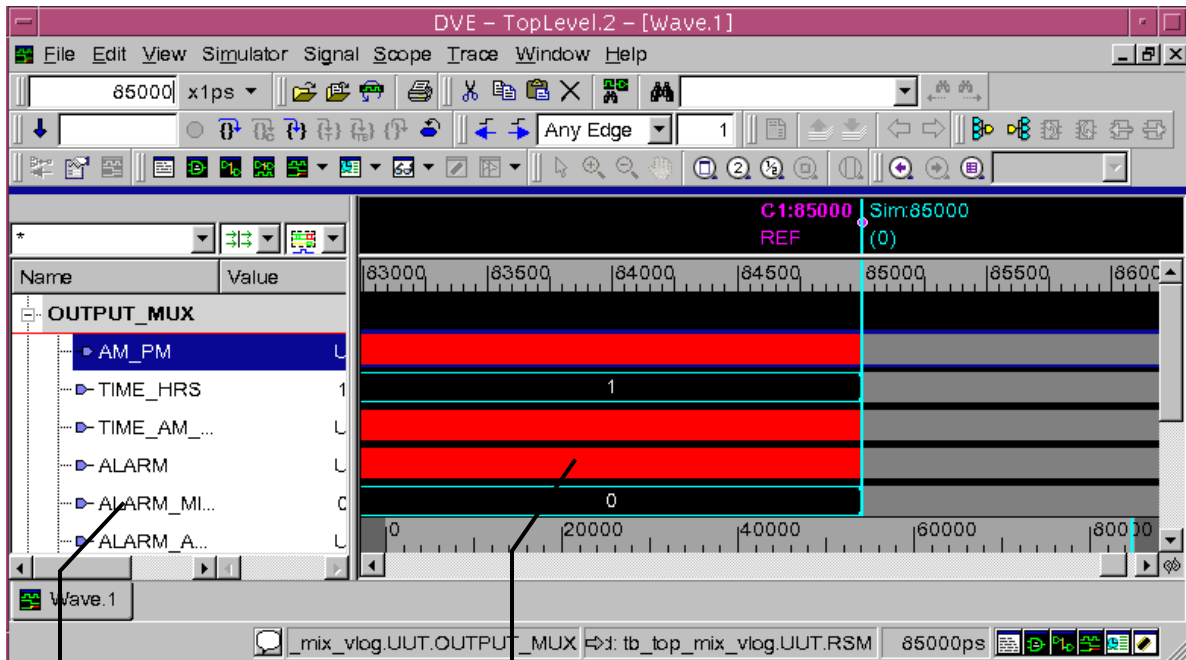 DVE – TopLevel.2 – [Wave.1]
File Edit View Simulator Signal Scope Trace Window Help
85000 x1ps
Any Edge 1
C1:85000 Sim:85000
* REF (0)
Name Value 83000 83500 84000 84500 85000 85500 8600
OUTPUT_MUX
AM_PM U
TIME_HRS 1 1
TIME_AM_... U
ALARM U
ALARM_MI... 0 0
ALARM_A... U 0 20000 40000 60000 80000
Wave.1
_mix_vlog.UUT.OUTPUT_MUX 1: tb_top_mix_vlog.UUT.RSM 85000ps